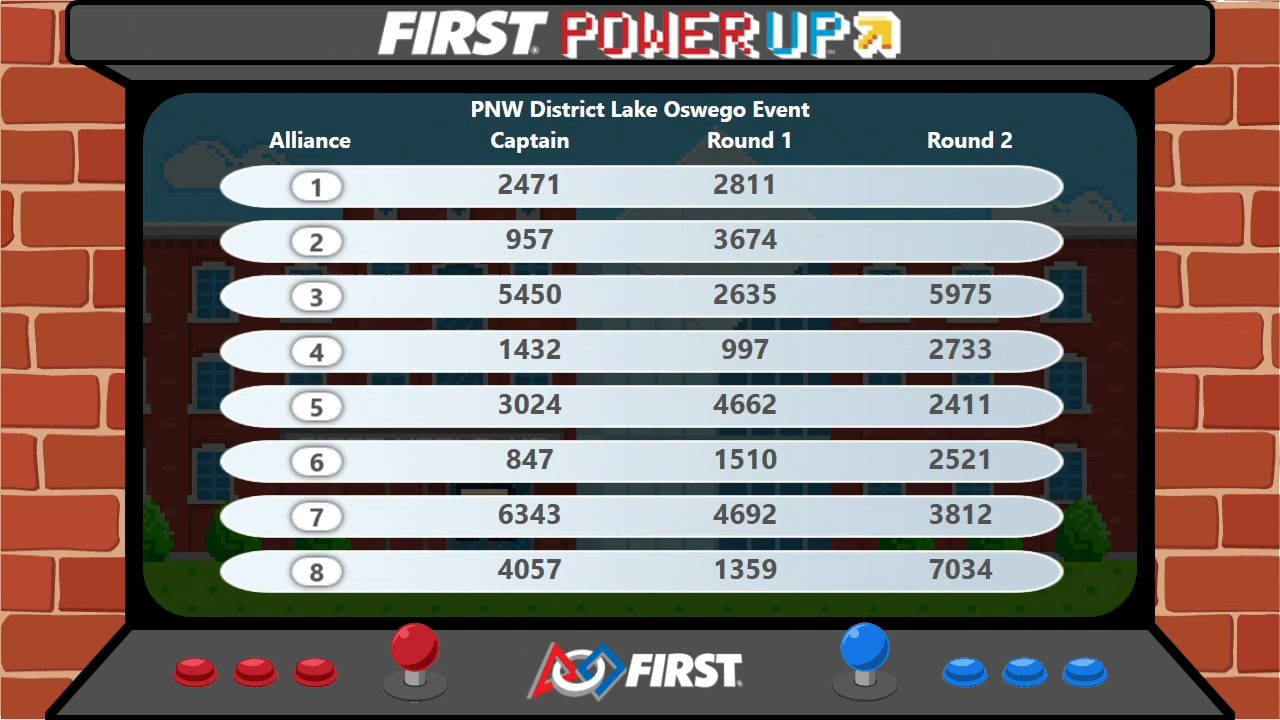 FIRST POWER UP
PNW District Lake Oswego Event
Alliance Captain Round 1 Round 2
1 2471 2811
2 957 3674
3 5450 2635 5975
4 1432 997 2733
5 3024 4662 2411
6 847 1510 2521
7 6343 4692 3812
8 4057 1359 7034
FIRST